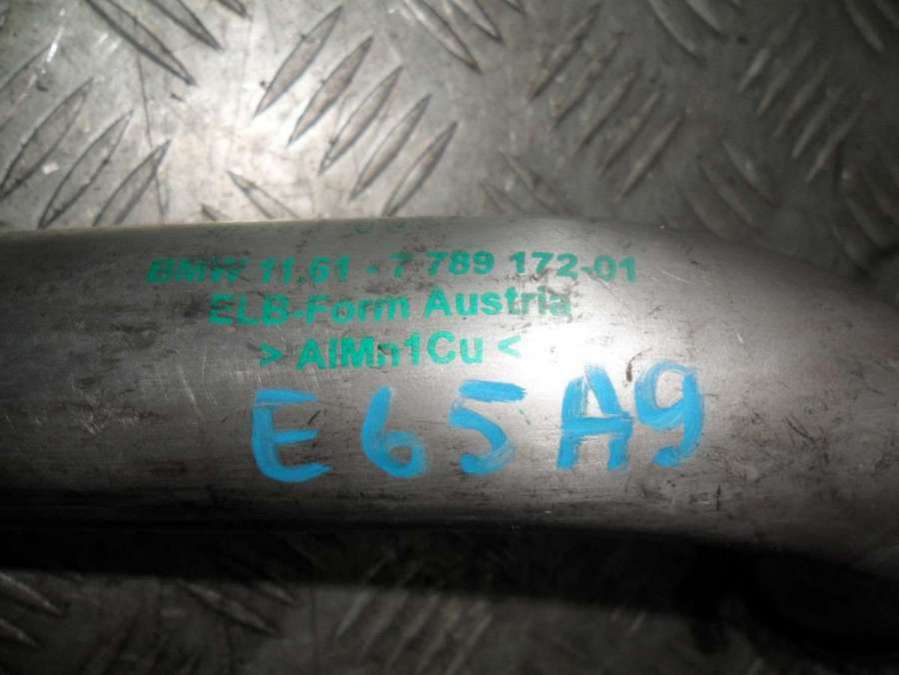 BMW 11.61 - 7 789 172-01
ELB-Form Austria
> AlMn1Cu <
E65A9